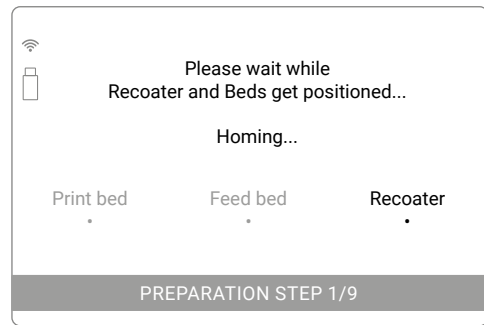 Please wait while
Recoater and Beds get positioned...
Homing...
Print bed Feed bed Recoater
PREPARATION STEP 1/9